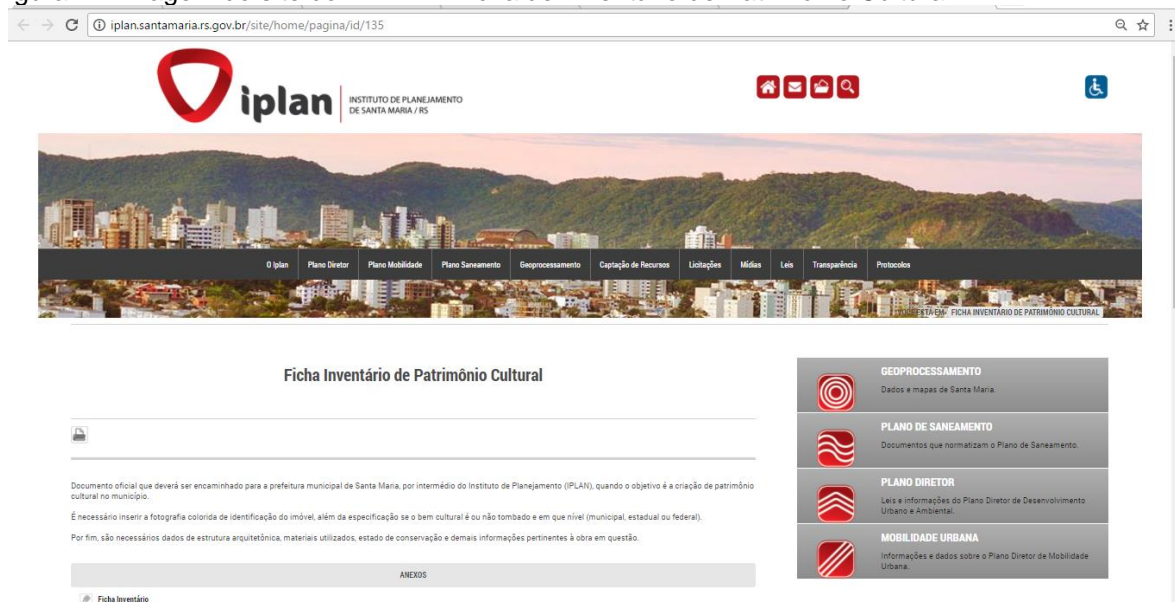 iplan.santamaria.rs.gov.br/site/home/pagina/id/135
iplan
INSTITUTO DE PLANEJAMENTO
DE SANTA MARIA / RS
O Iplan Plano Diretor Plano Mobilidade Plano Saneamento Geoprocessamento Captação de Recursos Licitações Mídias Leis Transparência Protocolos
FICHA INVENTÁRIO DE PATRIMÔNIO CULTURAL
Ficha Inventário de Patrimônio Cultural
Documento oficial que deverá ser encaminhado para a prefeitura municipal de Santa Maria, por intermédio do Instituto de Planejamento (IPLAN), quando o objetivo é a criação de patrimônio
cultural no município.
É necessário inserir a fotografia colorida de identificação do imóvel, além da especificação se o bem cultural é ou não tombado e em que nível (municipal, estadual ou federal).
Por fim, são necessários dados de estrutura arquitetônica, materiais utilizados, estado de conservação e demais informações pertinentes à obra em questão.
ANEXOS
Ficha Inventário
GEOPROCESSAMENTO
Dados e mapas de Santa Maria.
PLANO DE SANEAMENTO
Documentos que normatizam o Plano de Saneamento.
PLANO DIRETOR
Leis e informações do Plano Diretor de Desenvolvimento
Urbano e Ambiental.
MOBILIDADE URBANA
Informações e dados sobre o Plano Diretor de Mobilidade
Urbana.